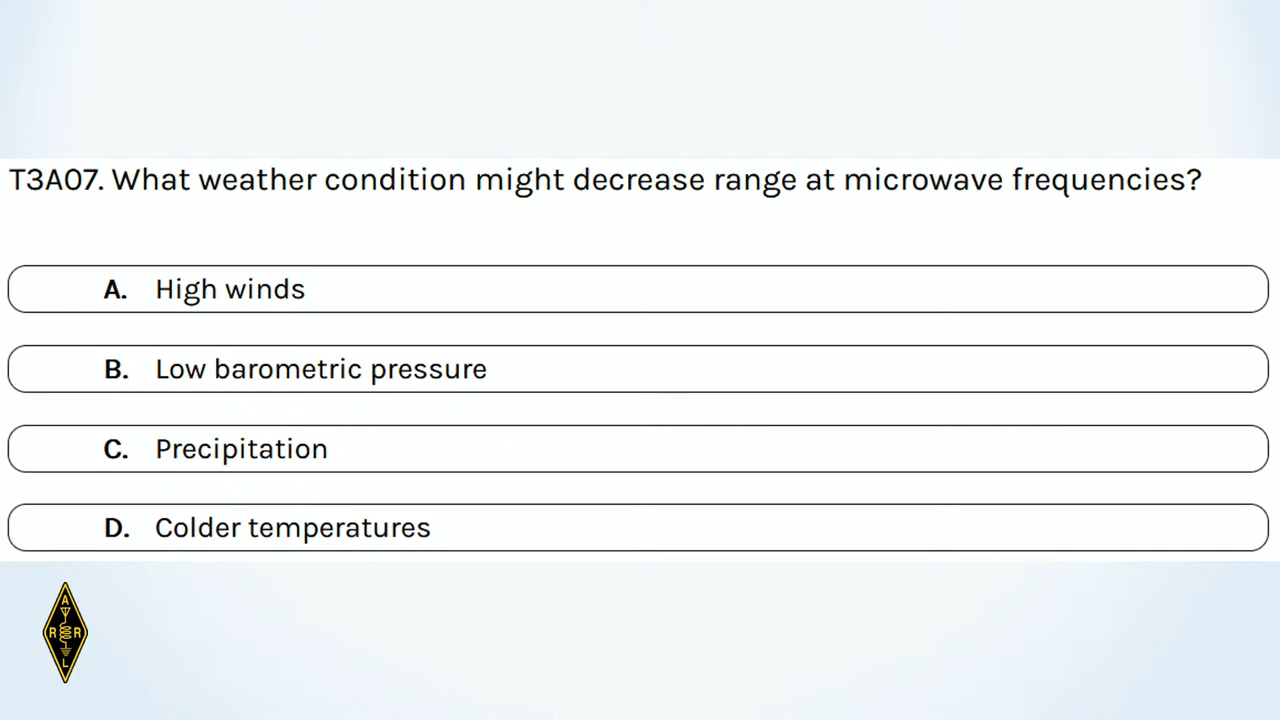 T3A07. What weather condition might decrease range at microwave frequencies?
A. High winds
B. Low barometric pressure
C. Precipitation
D. Colder temperatures
A
R R
L